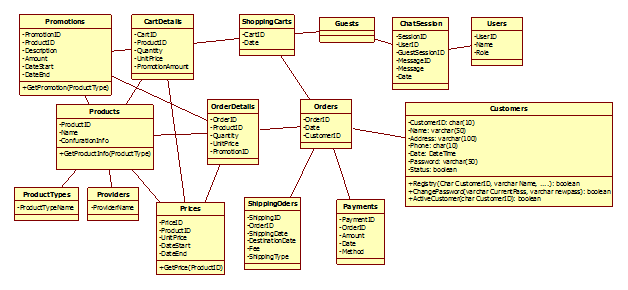 Promotions
-PromotionID
-ProductID
-Description
-Amount
-DateStart
-DateEnd
+GetPromotion(ProductType)
CartDetails
-CartID
-ProductID
-Quantity
-UnitPrice
-PromotionAmount
ShoppingCarts
-CartID
-Date
Guests
ChatSession
-SessionID
-UserID
-GuestSessionID
-MessageID
-Message
-Date
Users
-UserID
-Name
-Role
Products
-ProductID
-Name
-ConfurationInfo
+GetProductInfo(ProductType)
OrderDetails
-OrderID
-ProductID
-Quantity
-UnitPrice
-PromotionID
Orders
-OrderID
-Date
-CustomerID
Customers
-CustomerID: char(10)
-Name: varchar(50)
-Address: varchar(100)
-Phone: char(10)
-Date: DateTime
-Password: varchar(50)
-Status: boolean
+Registry(Char CustomerID, varchar Name, ....): boolean
+ChangePassword(varchar CurrentPass, varchar newpass): boolean
+ActiveCustomer(char CustomerID): boolean
ProductTypes
-ProductTypeName
Providers
-ProviderName
Prices
-PriceID
-ProductID
-UnitPrice
-DateStart
-DateEnd
+GetPrice(ProductID)
ShippingOders
-ShippingID
-OrderID
-ShippingDate
-DestinationDate
-Fee
-ShippingType
Payments
-PaymentID
-OrderID
-Amount
-Date
-Method